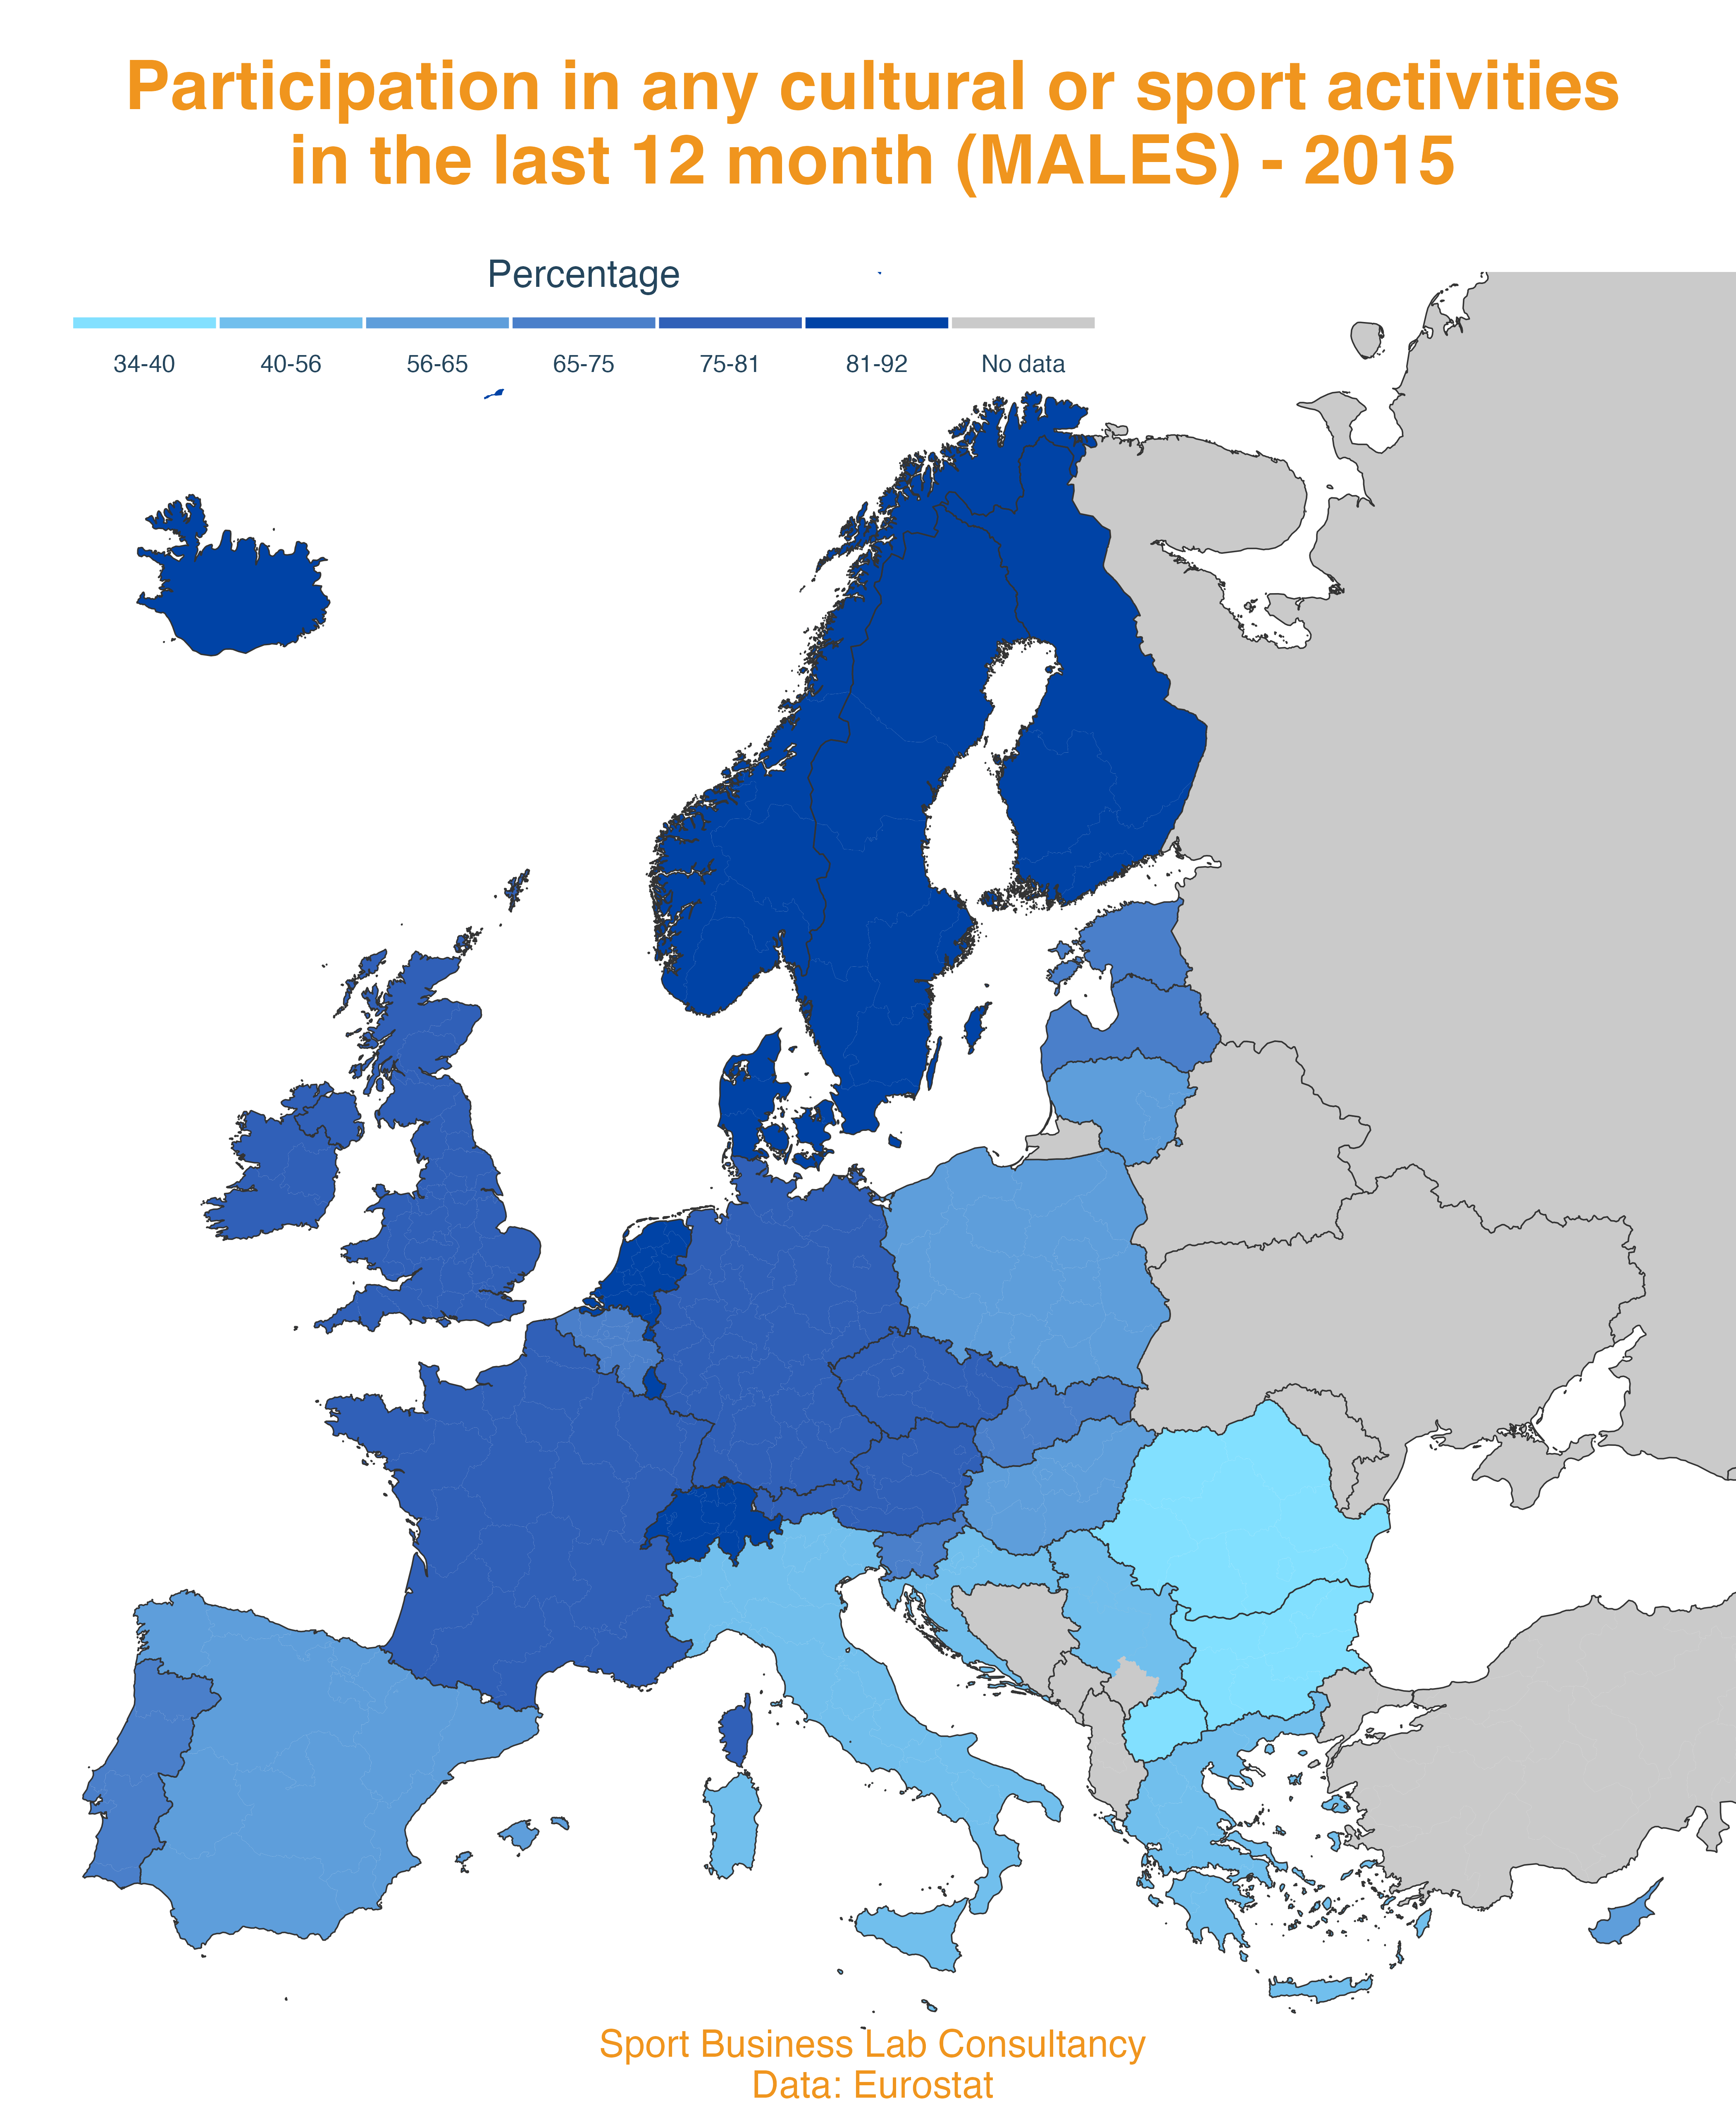 Participation in any cultural or sport activities
in the last 12 month (MALES) - 2015
Percentage
34-40 40-56 56-65 65-75 75-81 81-92 No data
Sport Business Lab Consultancy
Data: Eurostat